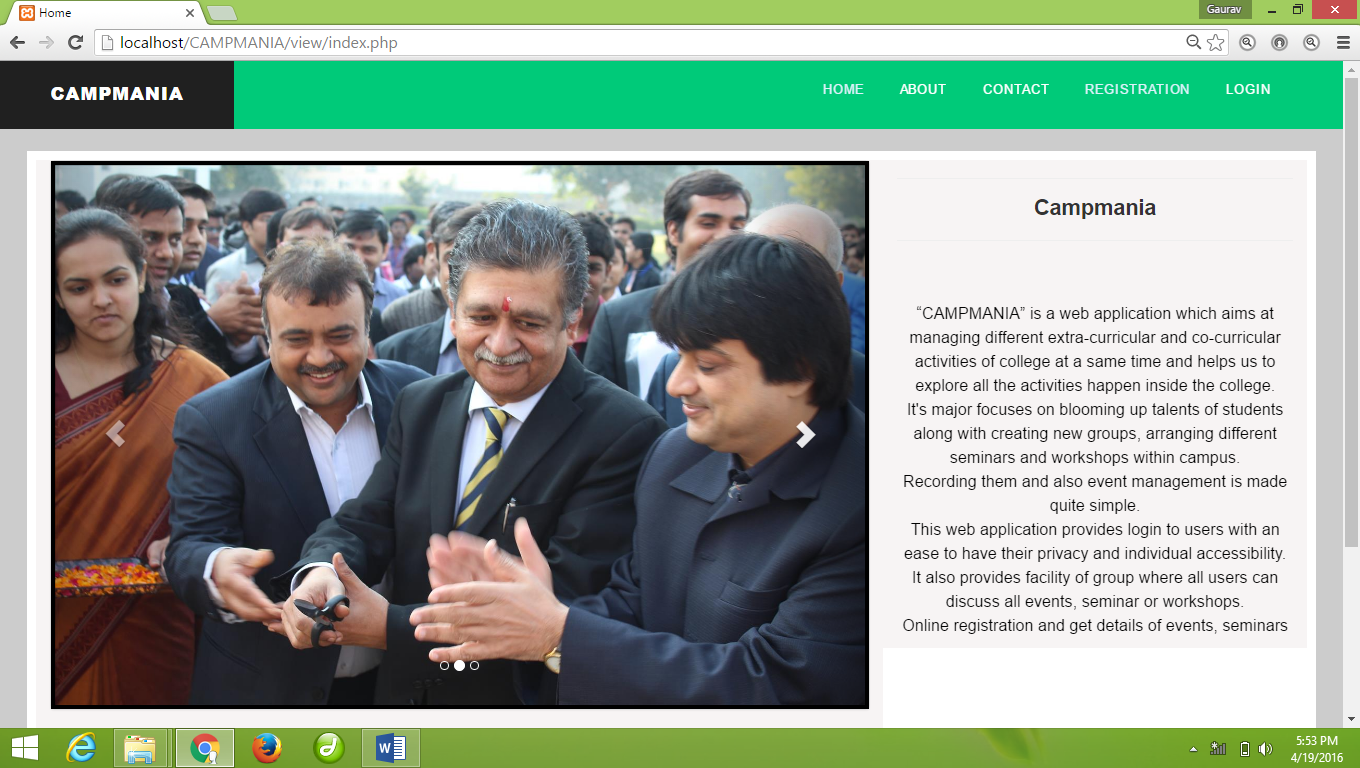 Home
Gaurav
localhost/CAMPMANIA/view/index.php
CAMPMANIA
HOME ABOUT CONTACT REGISTRATION LOGIN
Campmania
“CAMPMANIA” is a web application which aims at
managing different extra-curricular and co-curricular
activities of college at a same time and helps us to
explore all the activities happen inside the college.
It's major focuses on blooming up talents of students
along with creating new groups, arranging different
seminars and workshops within campus.
Recording them and also event management is made
quite simple.
This web application provides login to users with an
ease to have their privacy and individual accessibility.
It also provides facility of group where all users can
discuss all events, seminar or workshops.
Online registration and get details of events, seminars
5:53 PM
4/19/2016